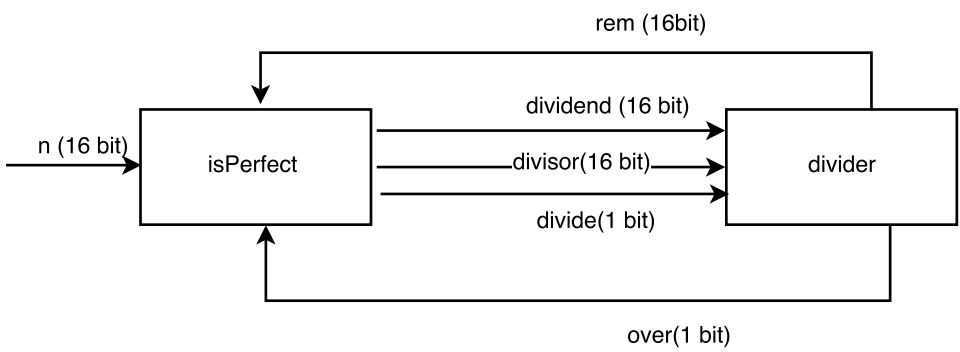 rem (16bit)
dividend (16 bit)
n (16 bit)
isPerfect
divisor(16 bit)
divider
divide(1 bit)
over(1 bit)